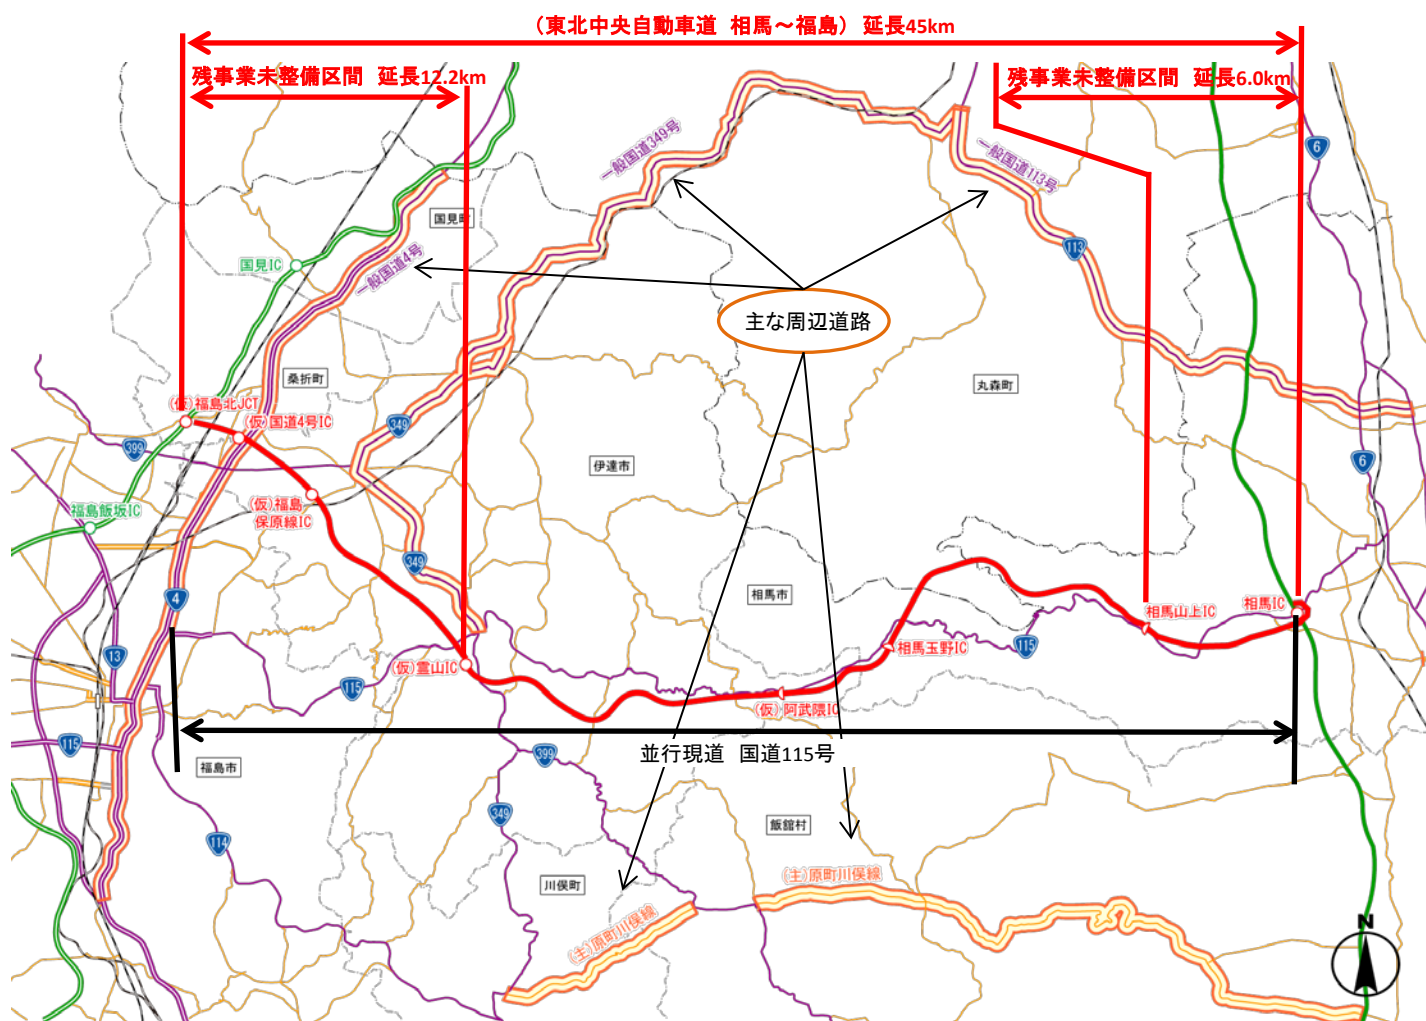 (東北中央自動車道 相馬～福島) 延長45km
残事業未整備区間 延長12.2km
残事業未整備区間 延長6.0km
一般国道349号
一般国道113号
6
国見町
一般国道4号
国見IC
113
主な周辺道路
桑折町
丸森町
(仮)福島北JCT
(仮)国道4号IC
349
399
伊達市
6
(仮)福島
保原線IC
福島飯坂IC
349
4
相馬市
相馬IC
相馬山上IC
115
相馬玉野IC
13
(仮)霊山IC
115
(仮)阿武隈IC
115
並行現道 国道115号
399
福島市
349
飯舘村
114
川俣町
(主)原町川俣線
(主)原町川俣線
N